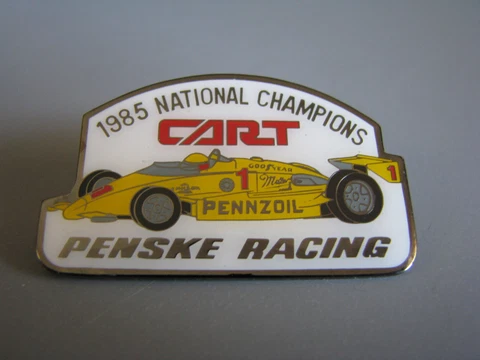 1985 NATIONAL CHAMPIONS
CART
GOODYEAR
1
1
PENNZOIL
PENSKE RACING